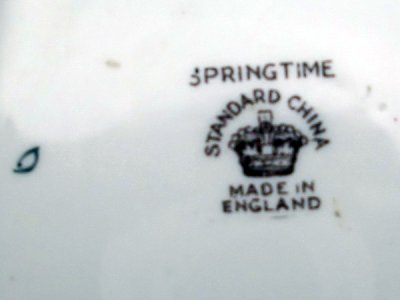 SPRINGTIME
STANDARD CHINA
MADE IN
ENGLAND